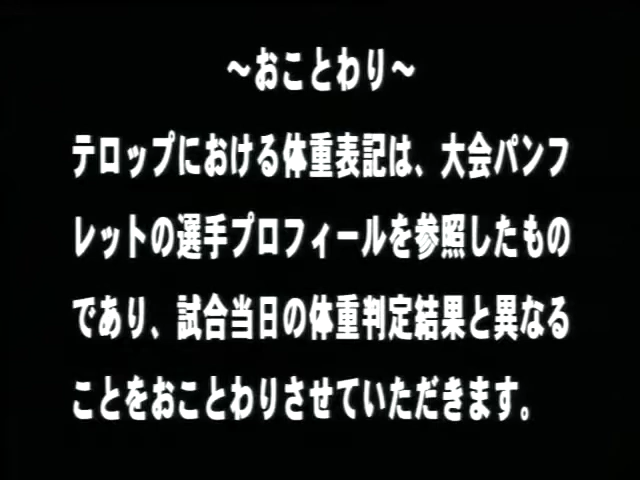 ～おことわり～
テロップにおける体重表記は、大会パンフ
レットの選手プロフィールを参照したもの
であり、試合当日の体重判定結果と異なる
ことをおことわりさせていただきます。